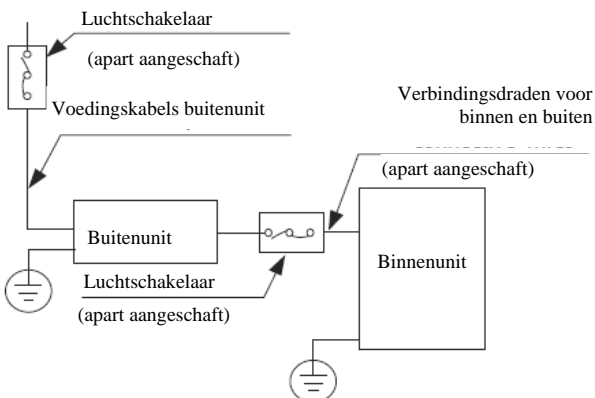 Luchtschakelaar
(apart aangeschaft)
Voedingskabels buitenunit
Verbindingsdraden voor
binnen en buiten
(apart aangeschaft)
Buitenunit
Binnenunit
Luchtschakelaar
(apart aangeschaft)